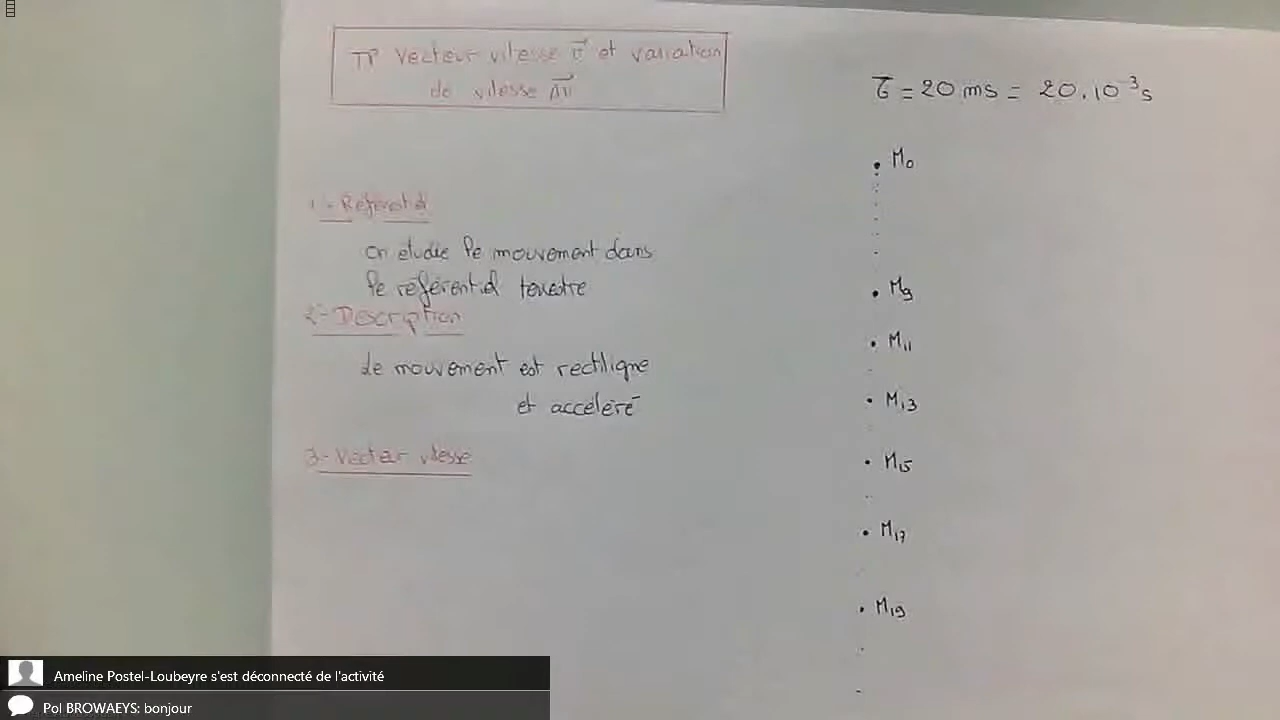 TP Vecteur vitesse v⃗ et variation
de vitesse Δv⃗
τ = 20 ms = 20.10⁻³s
1 - Référentiel
on étudie le mouvement dans
le référentiel terrestre
2 - Description
Le mouvement est rectiligne
et accéléré
3 - Vecteur vitesse
M₀
M₉
M₁₁
M₁₃
M₁₅
M₁₇
M₁₉
Ameline Postel-Loubeyre s'est déconnecté de l'activité
Pol BROWAEYS: bonjour